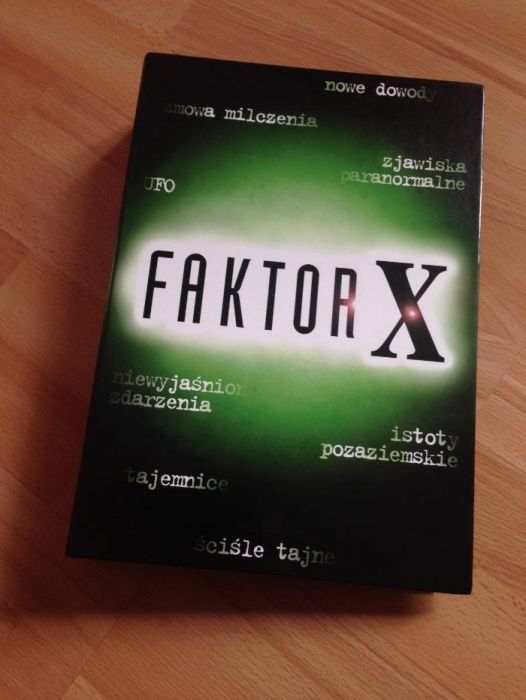 nowe dowody
zmowa milczenia
zjawiska
paranormalne
UFO
FAKTOR X
niewyjaśnione
zdarzenia
istoty
pozaziemskie
tajemnice
ściśle tajne